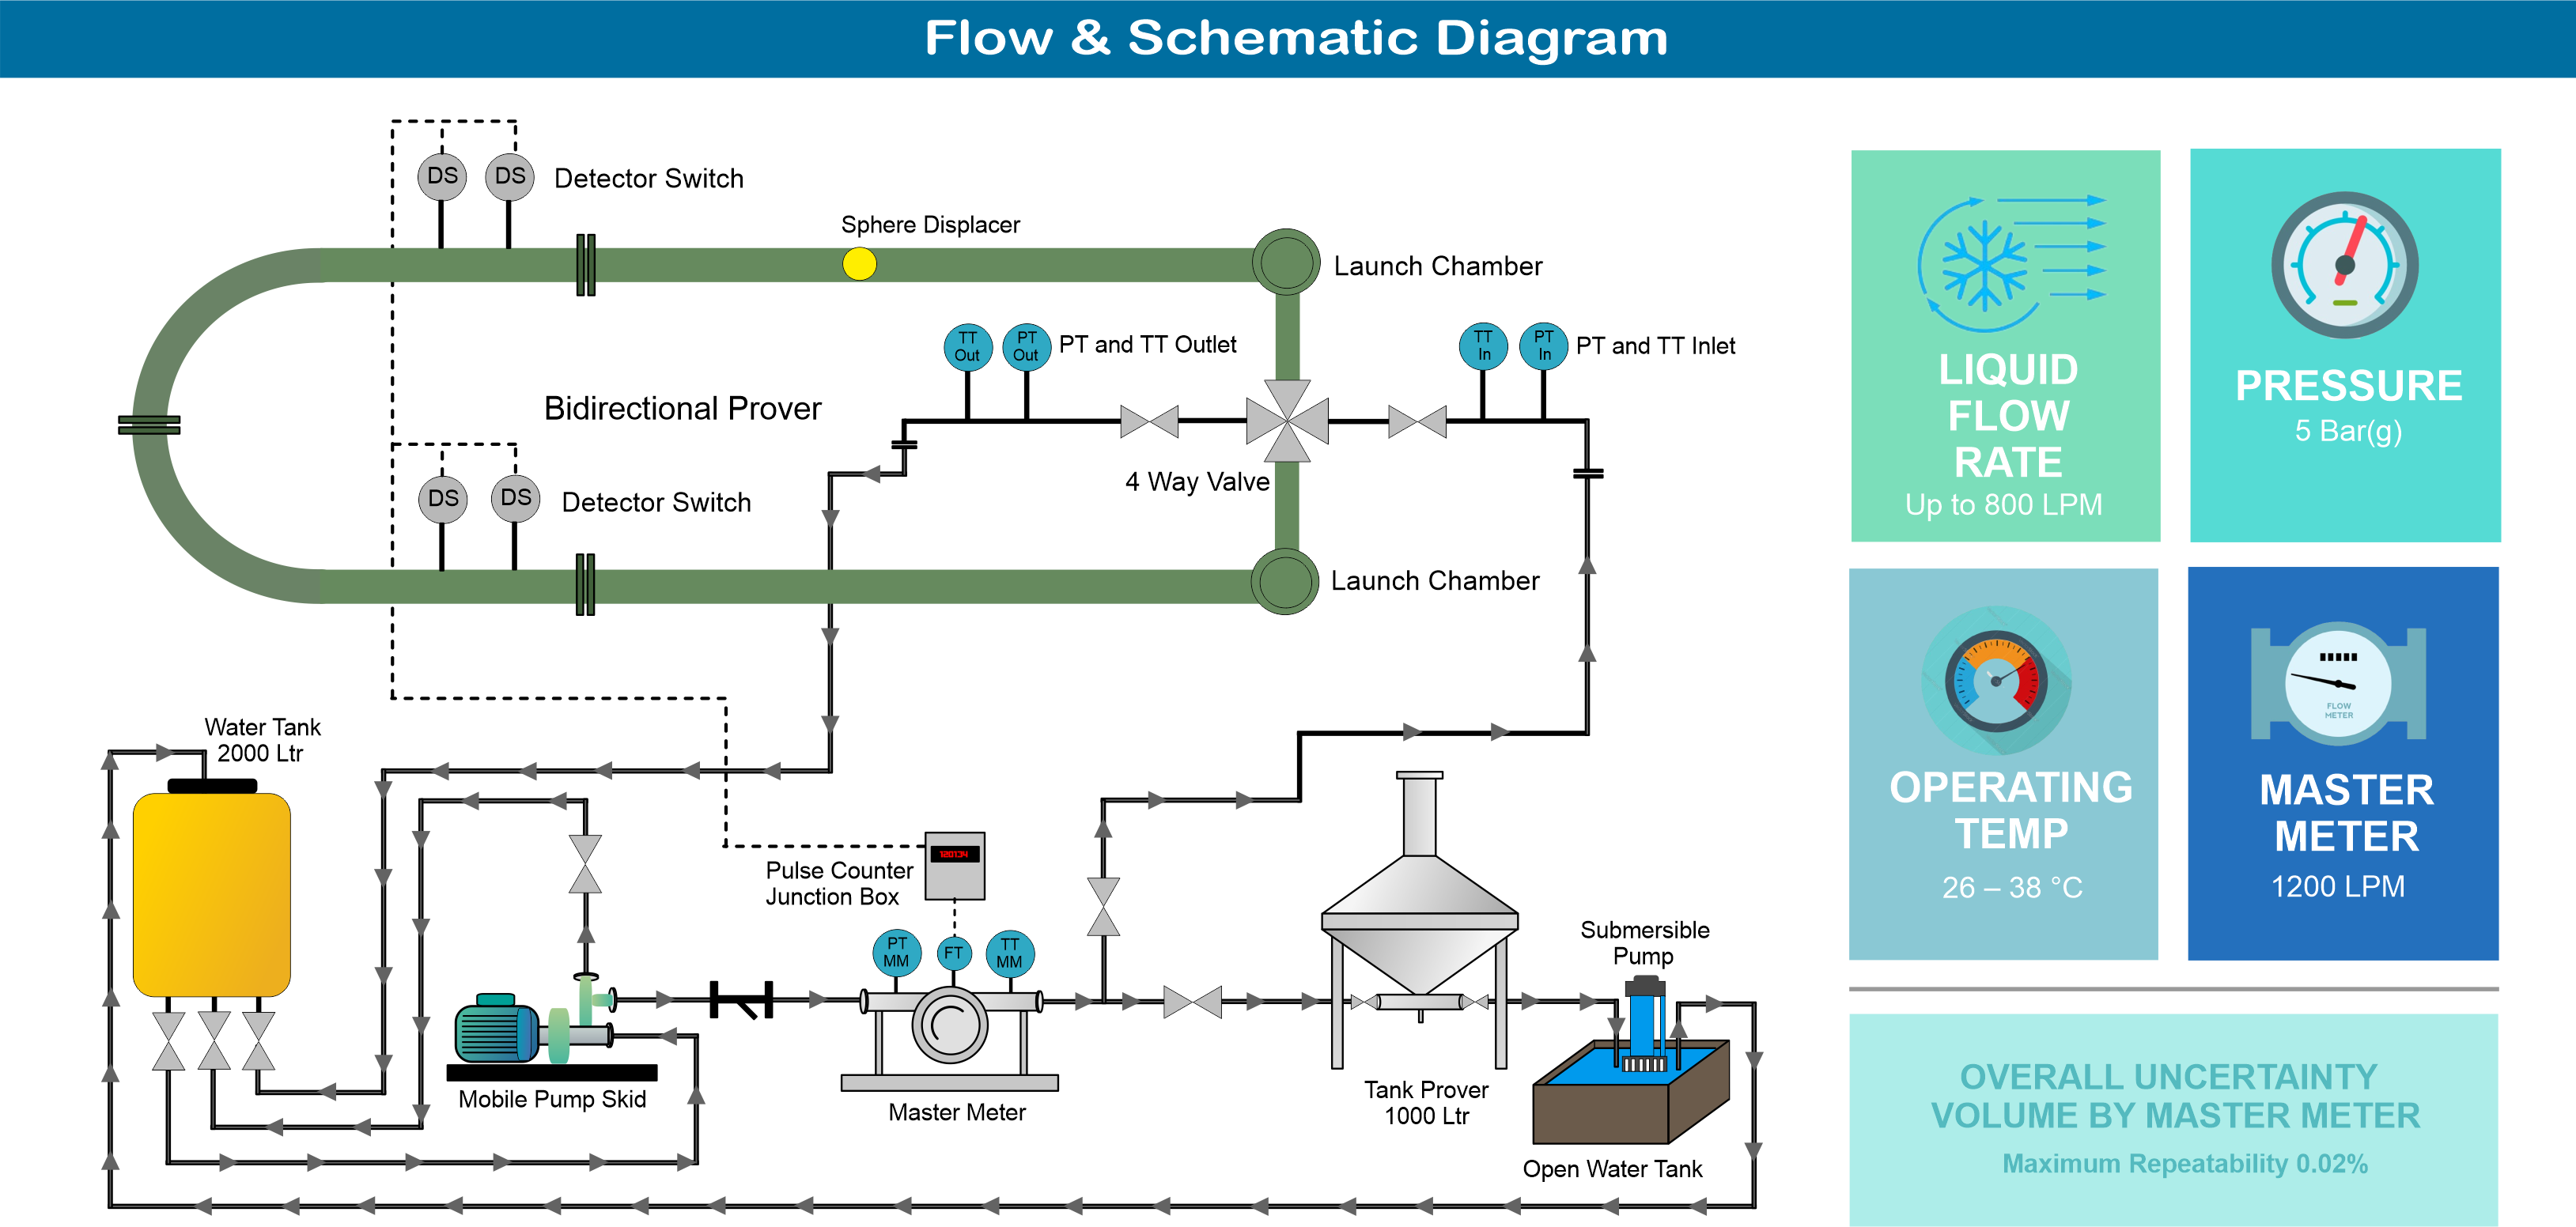 Flow & Schematic Diagram
DS
DS
Detector Switch
Sphere Displacer
Launch Chamber
TT
Out
PT
Out
PT and TT Outlet
TT
In
PT
In
PT and TT Inlet
Bidirectional Prover
4 Way Valve
DS
DS
Detector Switch
Launch Chamber
Water Tank
2000 Ltr
Pulse Counter
Junction Box
120134
PT
MM
FT
TT
MM
Mobile Pump Skid
Master Meter
Tank Prover
1000 Ltr
Submersible
Pump
Open Water Tank
LIQUID
FLOW
RATE
Up to 800 LPM
PRESSURE
5 Bar(g)
OPERATING
TEMP
26 – 38 °C
FLOW
METER
MASTER
METER
1200 LPM
OVERALL UNCERTAINTY
VOLUME BY MASTER METER
Maximum Repeatability 0.02%